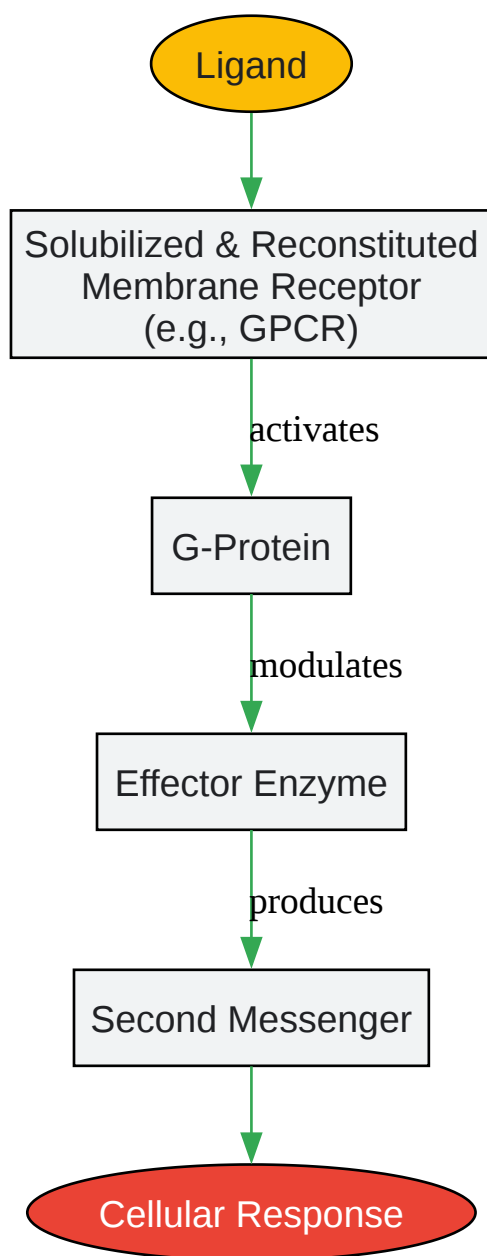 Ligand
Solubilized & Reconstituted
Membrane Receptor
(e.g., GPCR)
activates
G-Protein
modulates
Effector Enzyme
produces
Second Messenger
Cellular Response